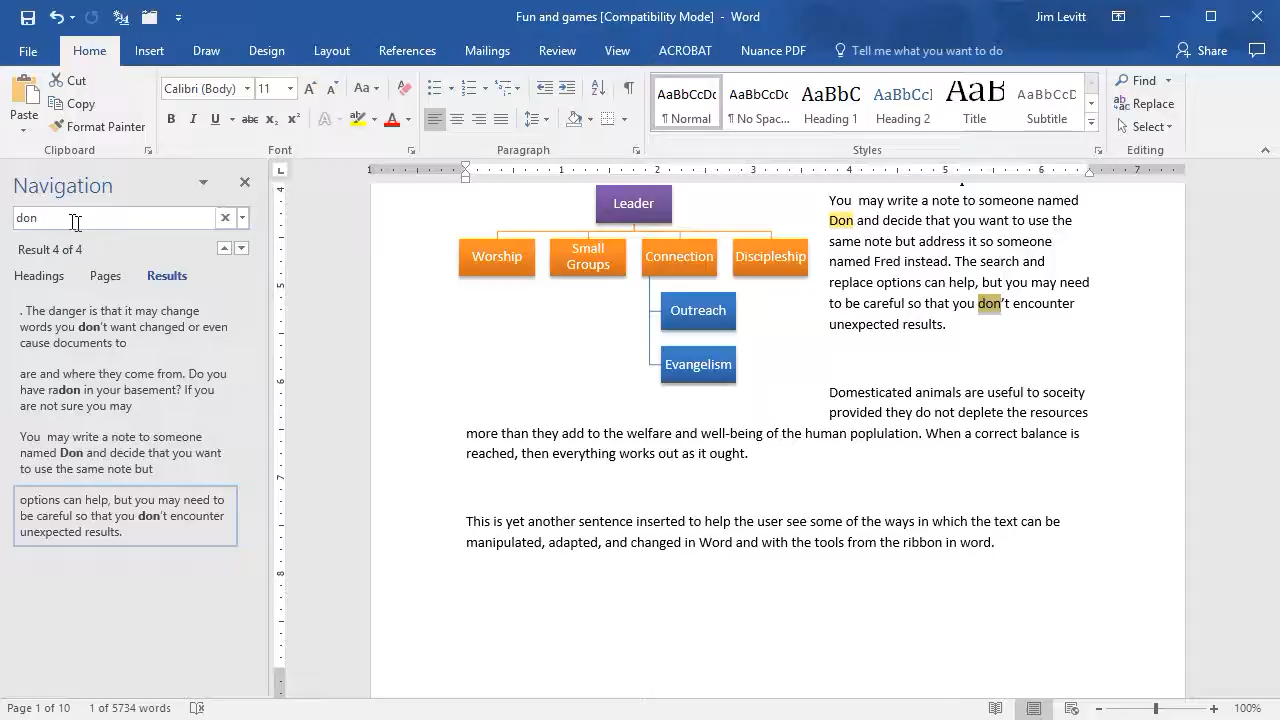 Fun and games [Compatibility Mode] - Word
Jim Levitt
File Home Insert Draw Design Layout References Mailings Review View ACROBAT Nuance PDF Tell me what you want to do Share
Paste
Cut
Copy
Format Painter
Clipboard
Calibri (Body) 11
Font
Paragraph
AaBbCcDc AaBbCcDc AaBbC AaBbCcI AaB AaBbCcD
¶ Normal ¶ No Spac... Heading 1 Heading 2 Title Subtitle
Styles
Find
Replace
Select
Editing
Navigation
don
Result 4 of 4
Headings Pages Results
. The danger is that it may change
words you don't want changed or even
cause documents to
are and where they come from. Do you
have radon in your basement? If you
are not sure you may
You  may write a note to someone
named Don and decide that you want
to use the same note but
options can help, but you may need to
be careful so that you don't encounter
unexpected results.
1 1 2 3 4 5 6 7
4
5
6
7
8
Leader
Worship
Small
Groups
Connection
Discipleship
Outreach
Evangelism
You  may write a note to someone named
Don and decide that you want to use the
same note but address it so someone
named Fred instead. The search and
replace options can help, but you may need
to be careful so that you don't encounter
unexpected results.
Domesticated animals are useful to soceity
provided they do not deplete the resources
more than they add to the welfare and well-being of the human poplulation. When a correct balance is
reached, then everything works out as it ought.
This is yet another sentence inserted to help the user see some of the ways in which the text can be
manipulated, adapted, and changed in Word and with the tools from the ribbon in word.
Page 1 of 10 1 of 5734 words
100%